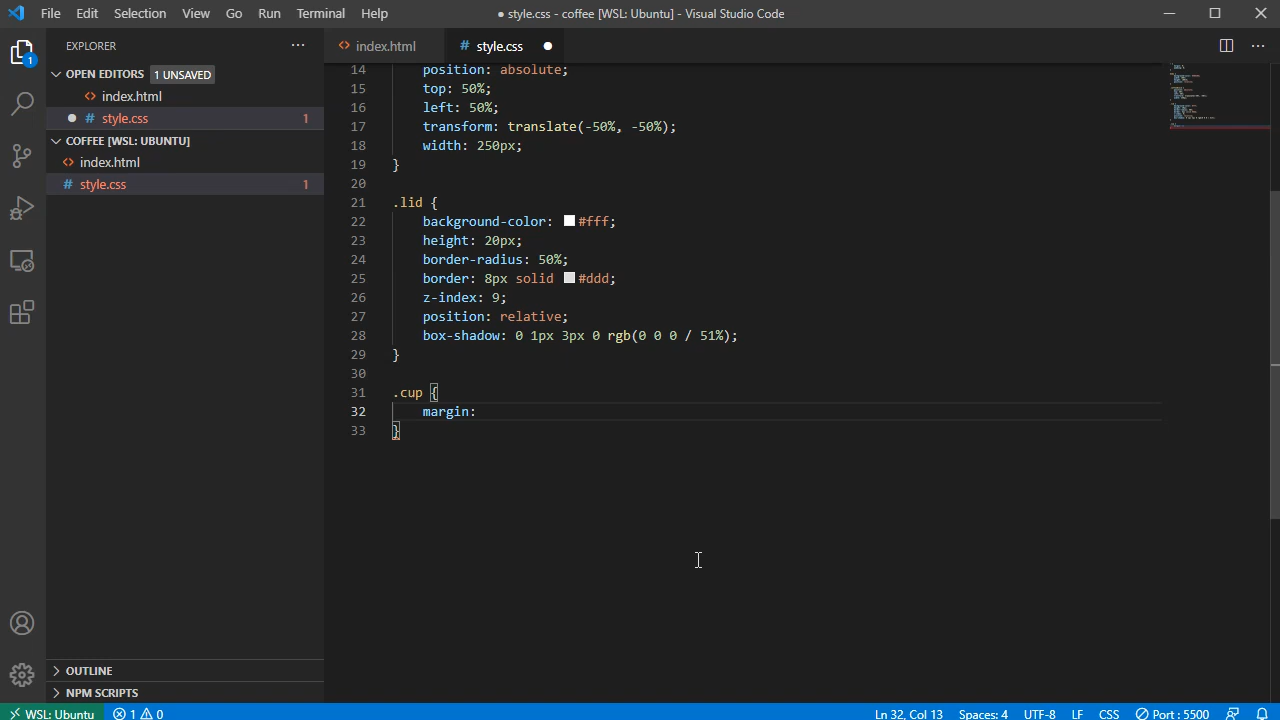 File Edit Selection View Go Run Terminal Help ● style.css - coffee [WSL: Ubuntu] - Visual Studio Code
1
EXPLORER ···
OPEN EDITORS 1 UNSAVED
<> index.html
● # style.css 1
COFFEE [WSL: UBUNTU]
<> index.html
# style.css 1
OUTLINE
NPM SCRIPTS
<> index.html # style.css ●
14 position: absolute;
15 top: 50%;
16 left: 50%;
17 transform: translate(-50%, -50%);
18 width: 250px;
19 }
20
21 .lid {
22 background-color: #fff;
23 height: 20px;
24 border-radius: 50%;
25 border: 8px solid #ddd;
26 z-index: 9;
27 position: relative;
28 box-shadow: 0 1px 3px 0 rgb(0 0 0 / 51%);
29 }
30
31 .cup {
32 margin:
33 }
WSL: Ubuntu 1 0 Ln 32, Col 13 Spaces: 4 UTF-8 LF CSS Port : 5500